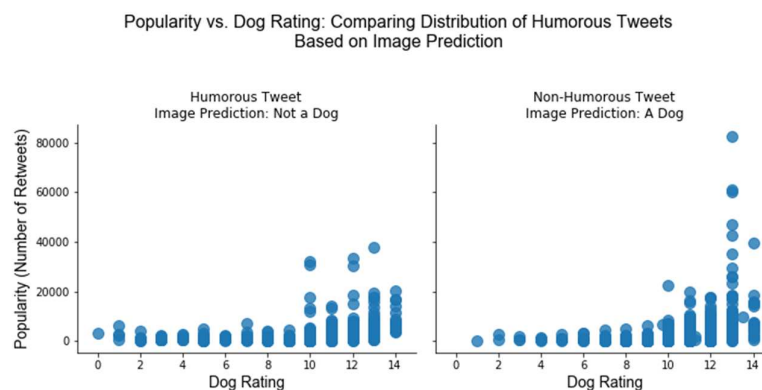 Popularity vs. Dog Rating: Comparing Distribution of Humorous Tweets
Based on Image Prediction
Humorous Tweet
Image Prediction: Not a Dog
Non-Humorous Tweet
Image Prediction: A Dog
Popularity (Number of Retweets)
80000
60000
40000
20000
0
0 2 4 6 8 10 12 14
0 2 4 6 8 10 12 14
Dog Rating
Dog Rating